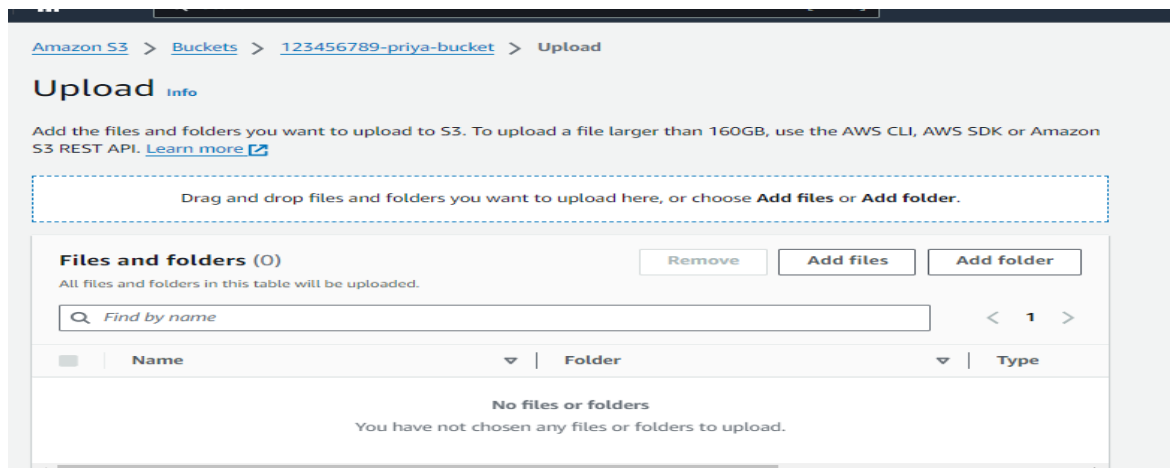 Amazon S3 > Buckets > 123456789-priya-bucket > Upload
Upload Info
Add the files and folders you want to upload to S3. To upload a file larger than 160GB, use the AWS CLI, AWS SDK or Amazon
S3 REST API. Learn more
Drag and drop files and folders you want to upload here, or choose Add files or Add folder.
Files and folders (0) Remove Add files Add folder
All files and folders in this table will be uploaded.
Find by name < 1 >
Name Folder Type
No files or folders
You have not chosen any files or folders to upload.